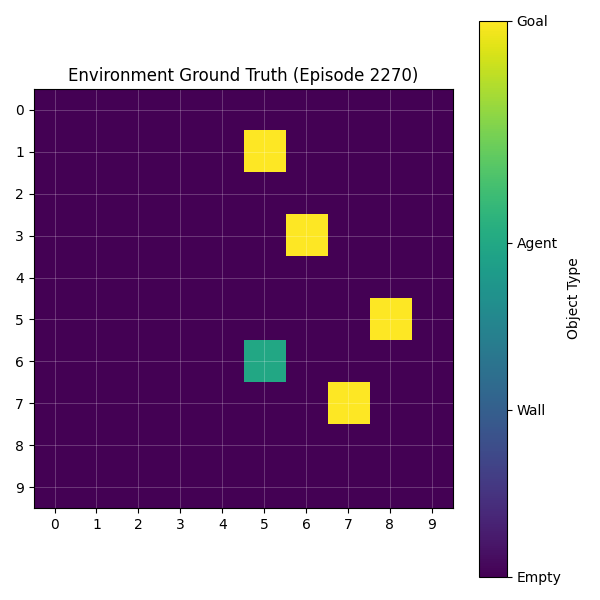 Environment Ground Truth (Episode 2270)
Goal
Agent
Wall
Empty
Object Type
0
1
2
3
4
5
6
7
8
9
0 1 2 3 4 5 6 7 8 9